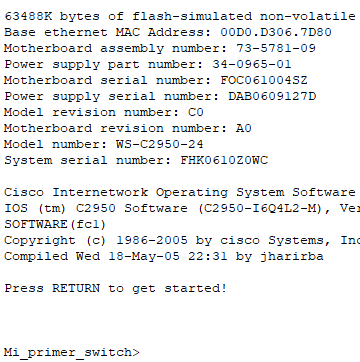 63488K bytes of flash-simulated non-volatile
Base ethernet MAC Address: 00D0.D306.7D80
Motherboard assembly number: 73-5781-09
Power supply part number: 34-0965-01
Motherboard serial number: FOC061004SZ
Power supply serial number: DAB0609127D
Model revision number: C0
Motherboard revision number: A0
Model number: WS-C2950-24
System serial number: FHK0610Z0WC
Cisco Internetwork Operating System Software
IOS (tm) C2950 Software (C2950-I6Q4L2-M), Ver
SOFTWARE(fc1)
Copyright (c) 1986-2005 by cisco Systems, Inc
Compiled Wed 18-May-05 22:31 by jharirba
Press RETURN to get started!
Mi_primer_switch>